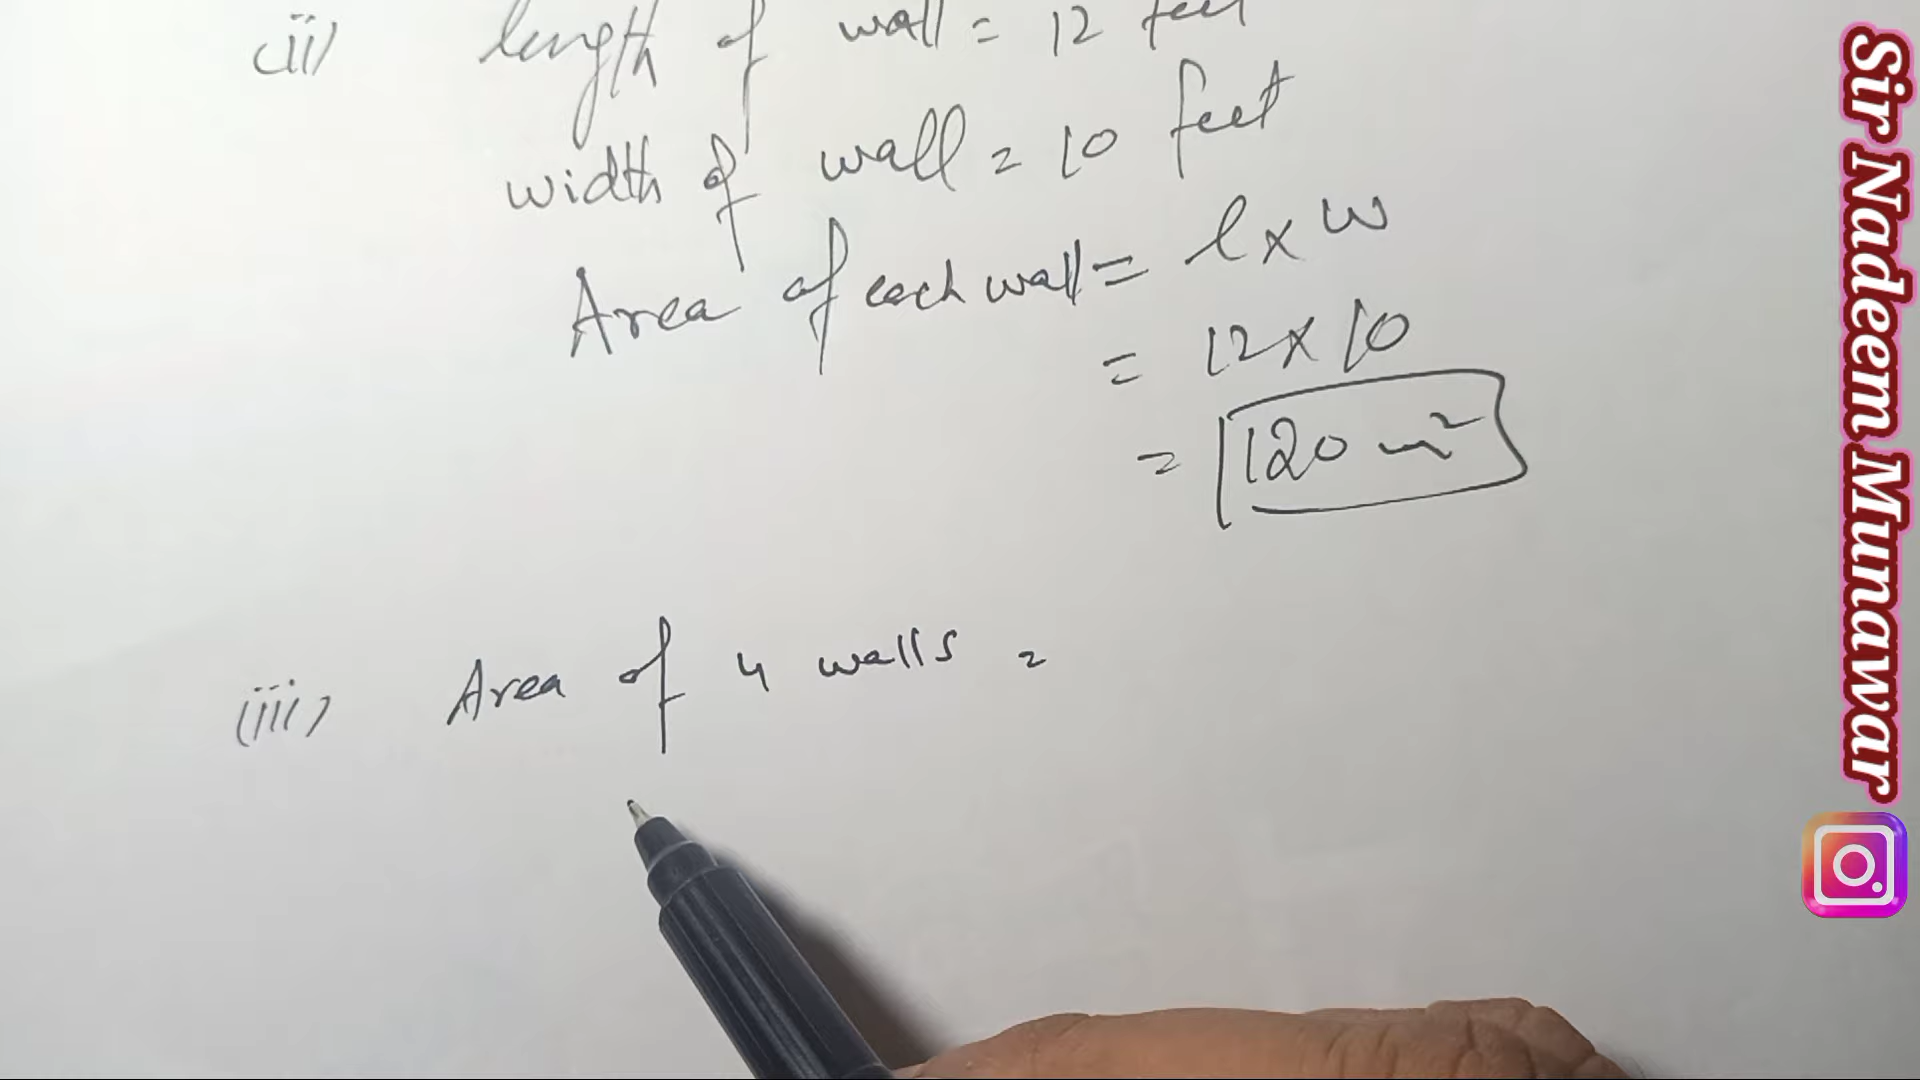 (ii) length of wall = 12 feet
width of wall = 10 feet
Area of each wall = l x w
= 12 x 10
= 120 m²
(iii) Area of 4 walls =
Sir Nadeem Munawar